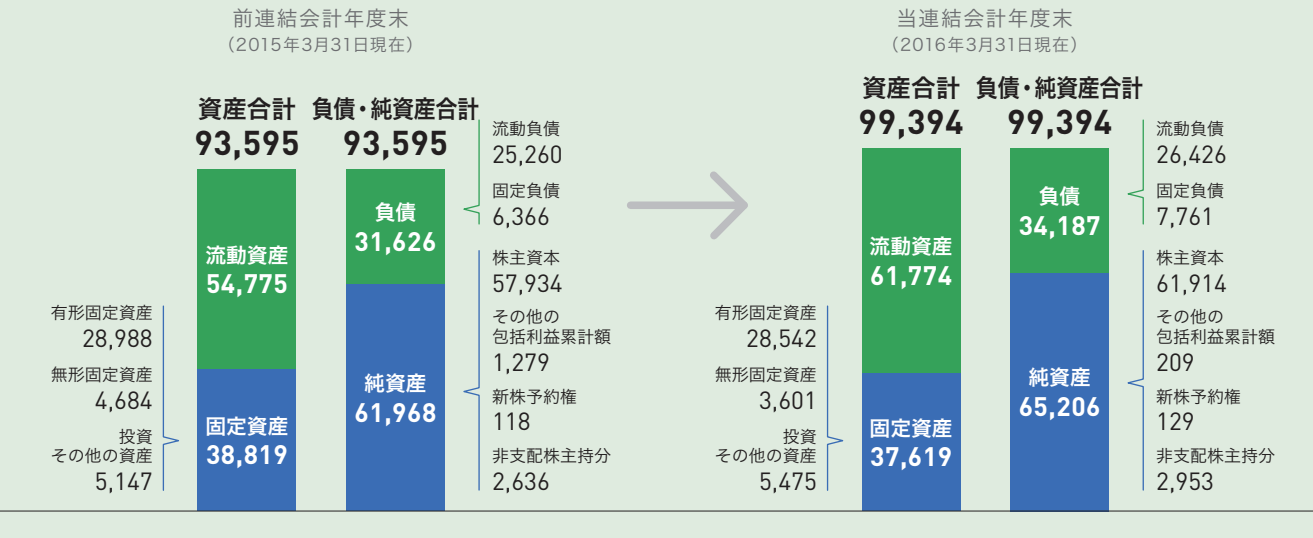 前連結会計年度末
（2015年3月31日現在）
資産合計
93,595
負債・純資産合計
93,595
流動資産
54,775
固定資産
38,819
有形固定資産
28,988
無形固定資産
4,684
投資
その他の資産
5,147
負債
31,626
純資産
61,968
流動負債
25,260
固定負債
6,366
株主資本
57,934
その他の
包括利益累計額
1,279
新株予約権
118
非支配株主持分
2,636
当連結会計年度末
（2016年3月31日現在）
資産合計
99,394
負債・純資産合計
99,394
流動資産
61,774
固定資産
37,619
有形固定資産
28,542
無形固定資産
3,601
投資
その他の資産
5,475
負債
34,187
純資産
65,206
流動負債
26,426
固定負債
7,761
株主資本
61,914
その他の
包括利益累計額
209
新株予約権
129
非支配株主持分
2,953